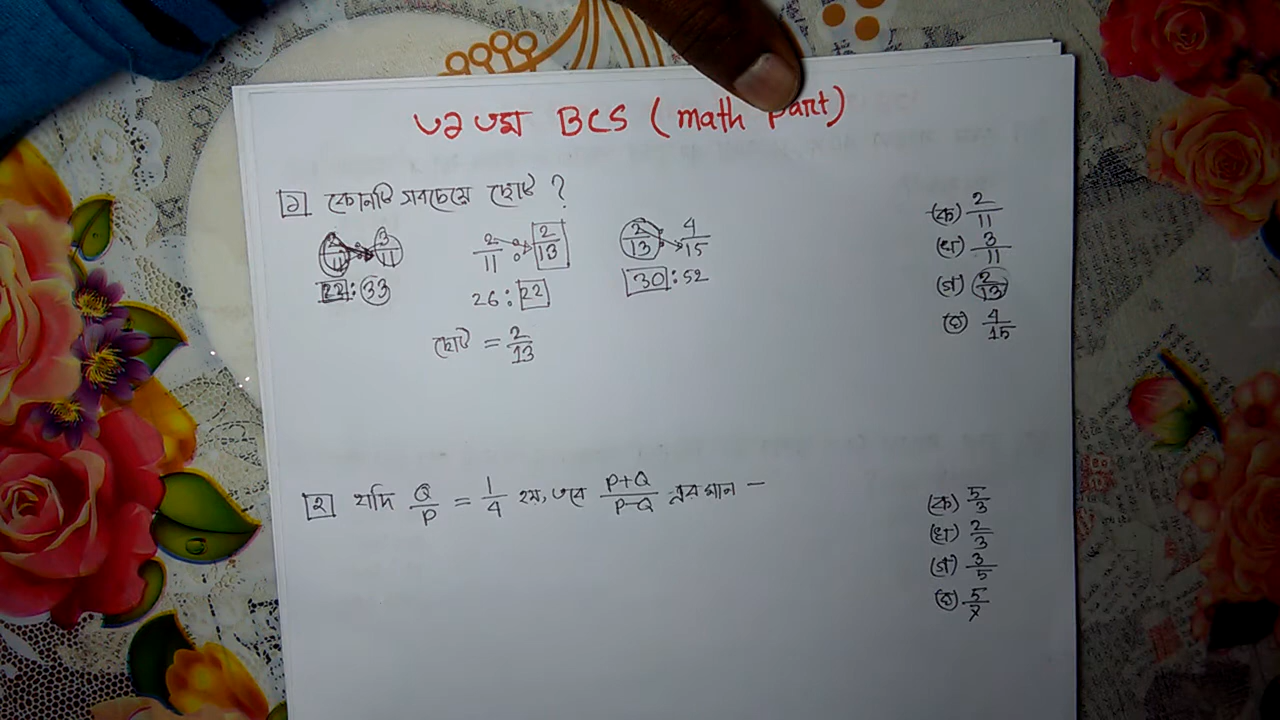 ৩৯ তম BCS (math part)
১ কোনটি সবচেয়ে ছোট ?
2/11 : 3/11
22 : 33
2/11 : 2/13
26 : 22
2/13 : 4/15
30 : 52
ছোট = 2/13
(ক) 2/11
(খ) 3/11
(গ) 2/13
(ঘ) 4/15
২ যদি Q/P = 1/4 হয়, তবে P+Q/P-Q এর মান –
(ক) 5/3
(খ) 2/3
(গ) 3/5
(ঘ) 5/7